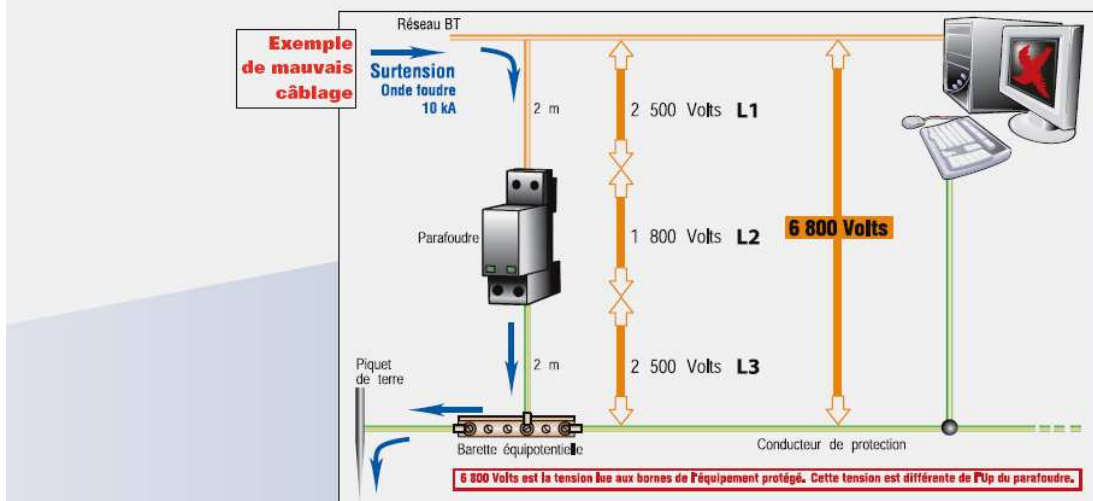 Réseau BT
Exemple
de mauvais
câblage
Surtension
Onde foudre
10 kA
2 m
2 500 Volts L1
Parafoudre
1 800 Volts L2
6 800 Volts
2 m
2 500 Volts L3
Piquet
de terre
Barette équipotentielle
Conducteur de protection
6 800 Volts est la tension lue aux bornes de l'équipement protégé. Cette tension est différente de l'Up du parafoudre.